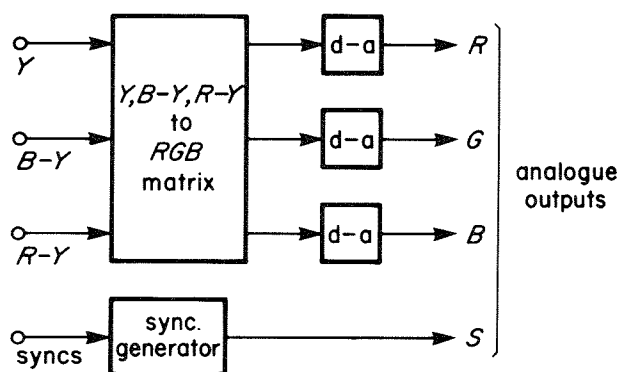 Y
B-Y
R-Y
syncs
Y,B-Y,R-Y
to
RGB
matrix
sync.
generator
d-a
d-a
d-a
R
G
B
S
analogue
outputs